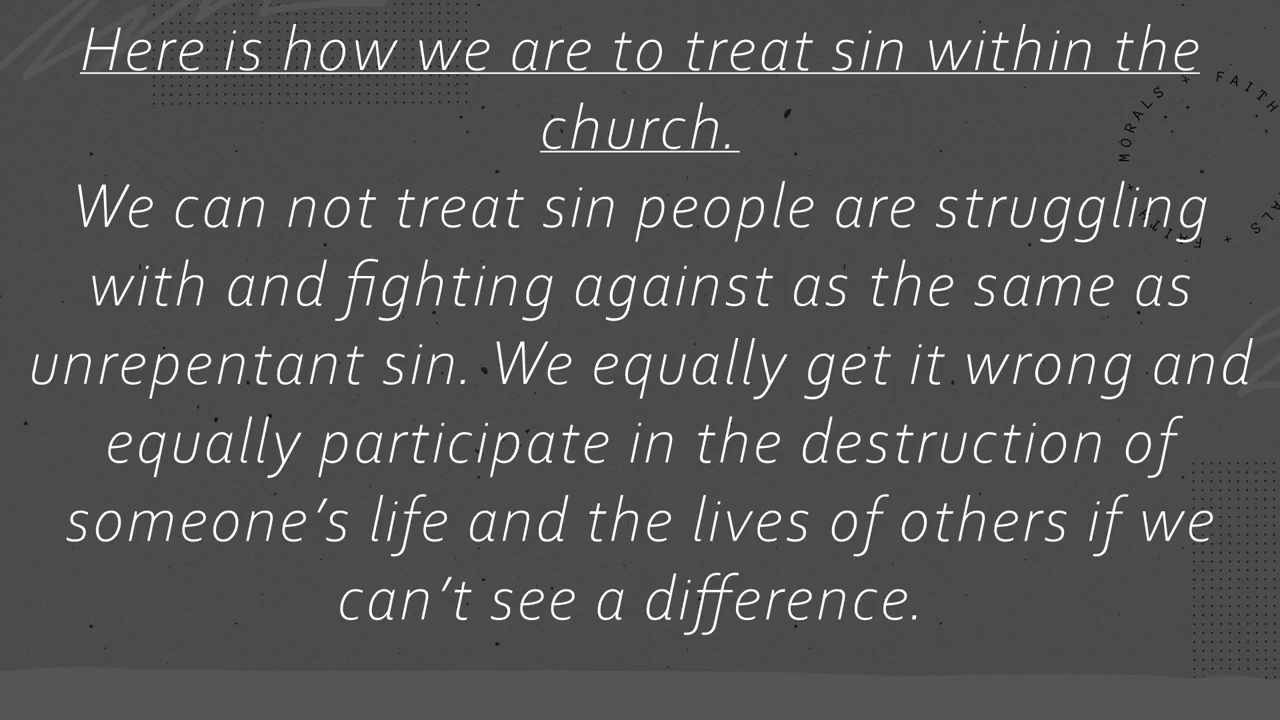 Here is how we are to treat sin within the
church.
We can not treat sin people are struggling
with and fighting against as the same as
unrepentant sin. We equally get it wrong and
equally participate in the destruction of
someone’s life and the lives of others if we
can’t see a difference.
MORALS × FAITH
ALS × FAITH ×